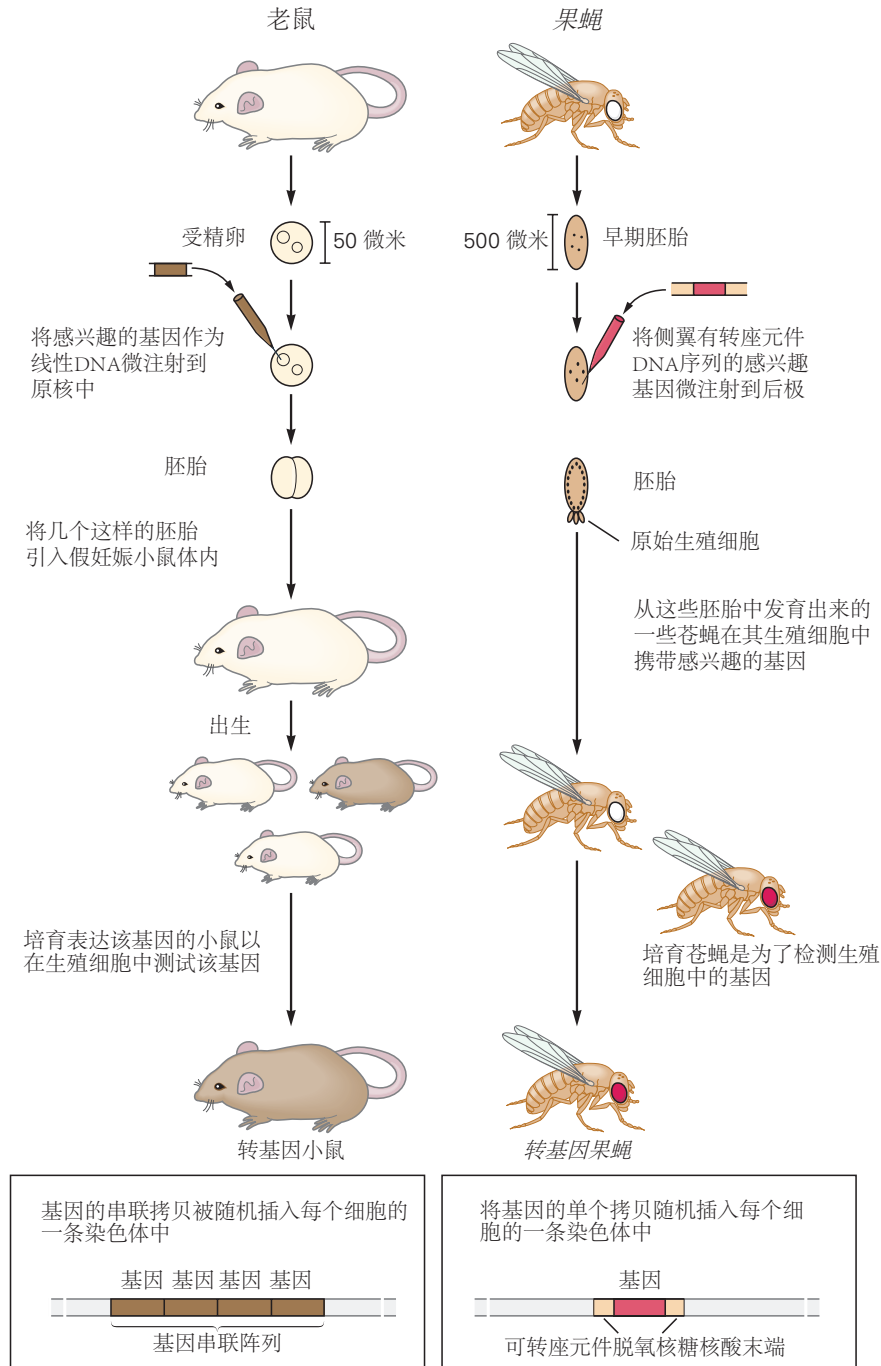 老鼠
果蝇
受精卵
50 微米
500 微米
早期胚胎
将感兴趣的基因作为
线性DNA微注射到
原核中
将侧翼有转座元件
DNA序列的感兴趣
基因微注射到后极
胚胎
胚胎
将几个这样的胚胎
引入假妊娠小鼠体内
原始生殖细胞
从这些胚胎中发育出来的
一些苍蝇在其生殖细胞中
携带感兴趣的基因
出生
培育表达该基因的小鼠以
在生殖细胞中测试该基因
培育苍蝇是为了检测生殖
细胞中的基因
转基因小鼠
转基因果蝇
基因的串联拷贝被随机插入每个细胞的
一条染色体中
基因 基因 基因 基因
基因串联阵列
将基因的单个拷贝随机插入每个细
胞的一条染色体中
基因
可转座元件脱氧核糖核酸末端